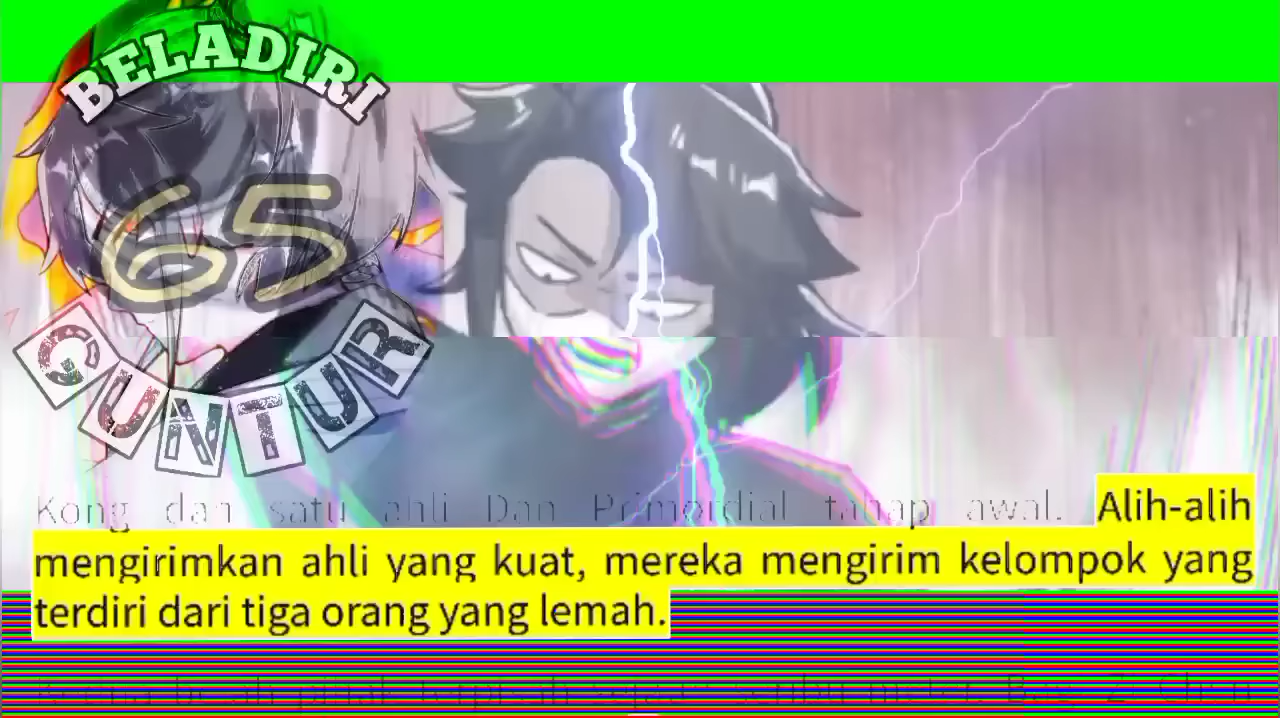 BELADIRI
65
GUNTUR
Kong dan satu ahli Dan Primordial tahap awal. Alih-alih
mengirimkan ahli yang kuat, mereka mengirim kelompok yang
terdiri dari tiga orang yang lemah.